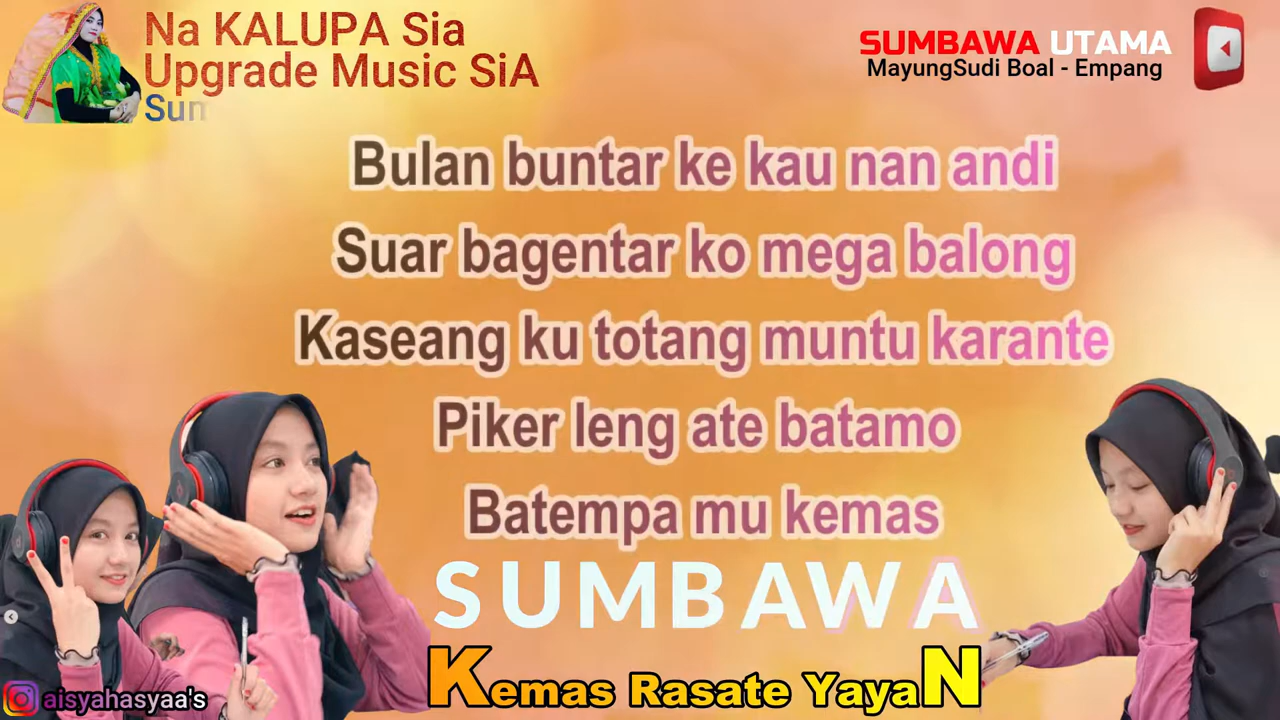 Na KALUPA Sia
Upgrade Music SiA
SUMBAWA UTAMA
MayungSudi Boal - Empang
Bulan buntar ke kau nan andi
Suar bagentar ko mega balong
Kaseang ku totang muntu karante
Piker leng ate batamo
Batempa mu kemas
SUMBAWA
Kemas Rasate YayaN
aisyahasyaa's